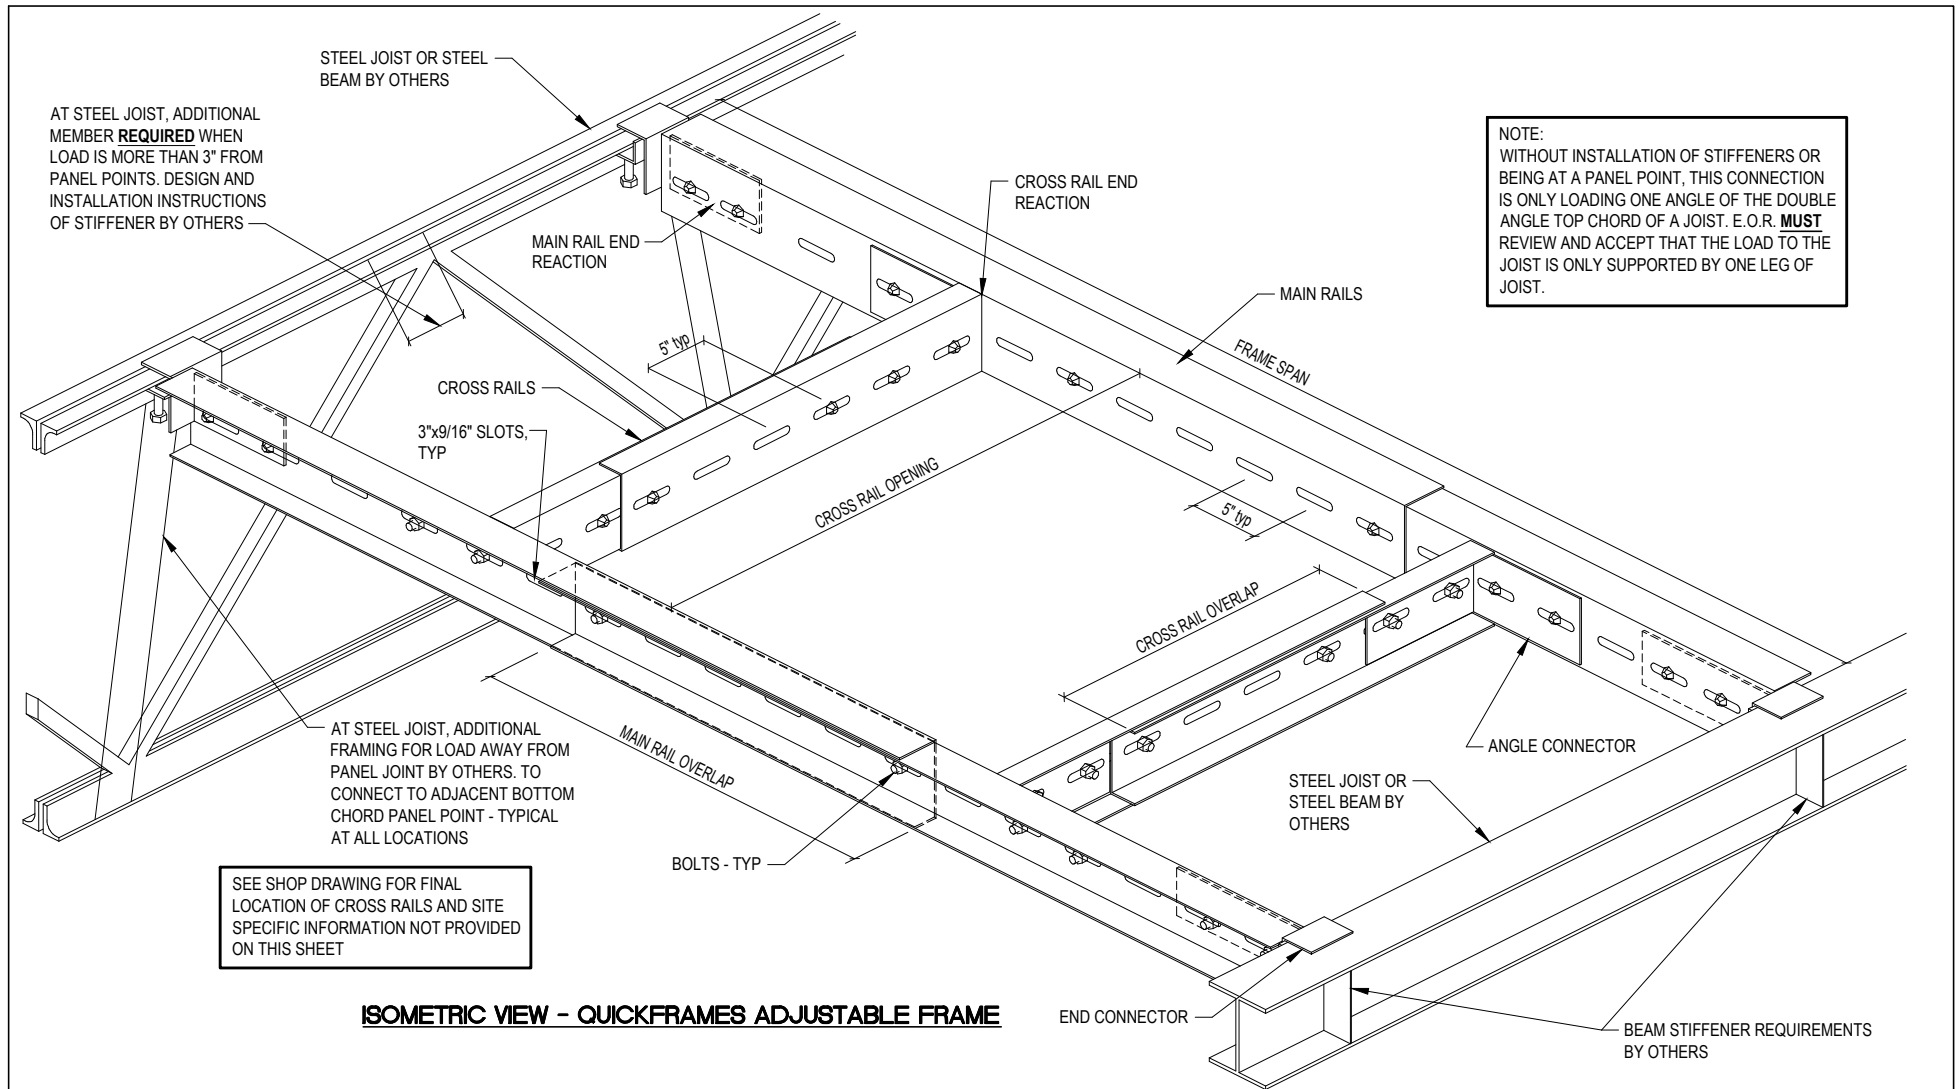 STEEL JOIST OR STEEL
BEAM BY OTHERS
AT STEEL JOIST, ADDITIONAL
MEMBER REQUIRED WHEN
LOAD IS MORE THAN 3" FROM
PANEL POINTS. DESIGN AND
INSTALLATION INSTRUCTIONS
OF STIFFENER BY OTHERS
NOTE:
WITHOUT INSTALLATION OF STIFFENERS OR
BEING AT A PANEL POINT, THIS CONNECTION
IS ONLY LOADING ONE ANGLE OF THE DOUBLE
ANGLE TOP CHORD OF A JOIST. E.O.R. MUST
REVIEW AND ACCEPT THAT THE LOAD TO THE
JOIST IS ONLY SUPPORTED BY ONE LEG OF
JOIST.
CROSS RAIL END
REACTION
MAIN RAIL END
REACTION
MAIN RAILS
FRAME SPAN
5" typ
CROSS RAILS
3"x9/16" SLOTS,
TYP
CROSS RAIL OPENING
5" typ
CROSS RAIL OVERLAP
MAIN RAIL OVERLAP
AT STEEL JOIST, ADDITIONAL
FRAMING FOR LOAD AWAY FROM
PANEL JOINT BY OTHERS. TO
CONNECT TO ADJACENT BOTTOM
CHORD PANEL POINT - TYPICAL
AT ALL LOCATIONS
ANGLE CONNECTOR
STEEL JOIST OR
STEEL BEAM BY
OTHERS
BOLTS - TYP
SEE SHOP DRAWING FOR FINAL
LOCATION OF CROSS RAILS AND SITE
SPECIFIC INFORMATION NOT PROVIDED
ON THIS SHEET
ISOMETRIC VIEW - QUICKFRAMES ADJUSTABLE FRAME
END CONNECTOR
BEAM STIFFENER REQUIREMENTS
BY OTHERS